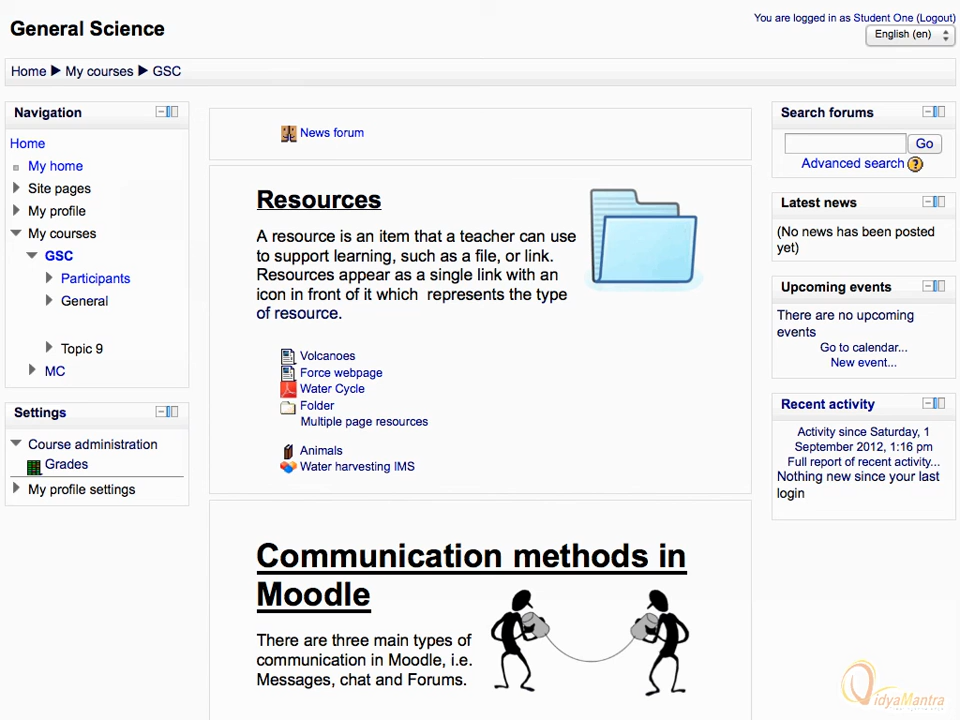 General Science
You are logged in as Student One (Logout)
English (en)
Home ▶ My courses ▶ GSC
Navigation
Home
My home
Site pages
My profile
My courses
GSC
Participants
General
Topic 9
MC
Settings
Course administration
Grades
My profile settings
News forum
Resources
A resource is an item that a teacher can use
to support learning, such as a file, or link.
Resources appear as a single link with an
icon in front of it which represents the type
of resource.
Volcanoes
Force webpage
Water Cycle
Folder
Multiple page resources
Animals
Water harvesting IMS
Communication methods in
Moodle
There are three main types of
communication in Moodle, i.e.
Messages, chat and Forums.
Search forums
Go
Advanced search
Latest news
(No news has been posted
yet)
Upcoming events
There are no upcoming
events
Go to calendar...
New event...
Recent activity
Activity since Saturday, 1
September 2012, 1:16 pm
Full report of recent activity...
Nothing new since your last
login
VidyaMantra